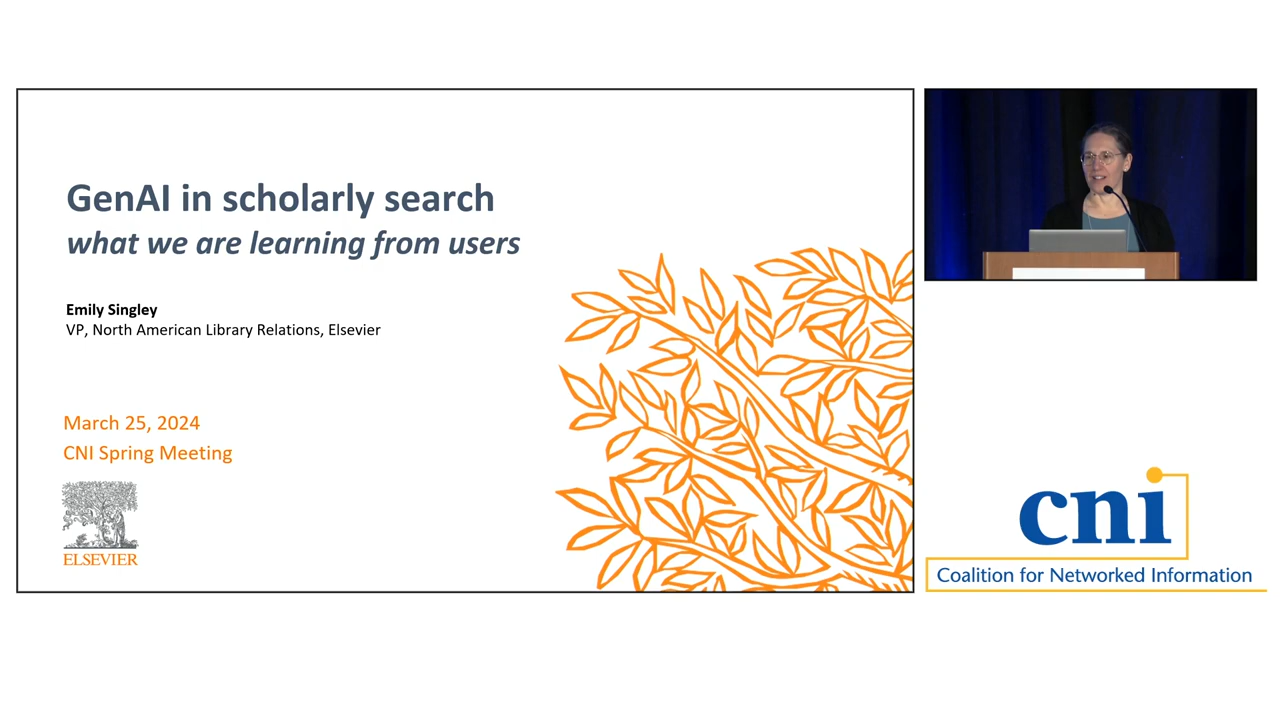 GenAI in scholarly search
what we are learning from users
Emily Singley
VP, North American Library Relations, Elsevier
March 25, 2024
CNI Spring Meeting
ELSEVIER
cni
Coalition for Networked Information